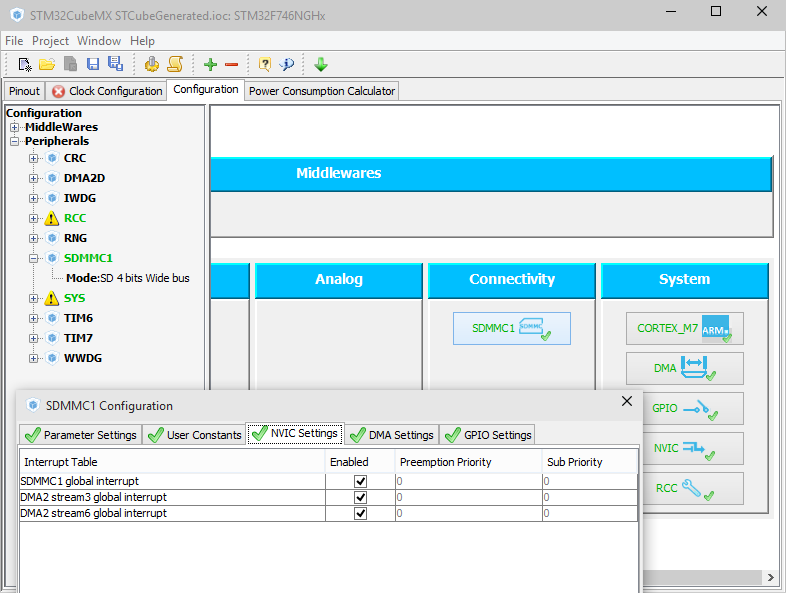 STM32CubeMX STCubeGenerated.ioc: STM32F746NGHx
File Project Window Help
Pinout Clock Configuration Configuration Power Consumption Calculator
Configuration
MiddleWares
Peripherals
CRC
DMA2D
IWDG
RCC
RNG
SDMMC1
Mode:SD 4 bits Wide bus
SYS
TIM6
TIM7
WWDG
Middlewares
Analog Connectivity System
SDMMC1 SDMMC CORTEX_M7 ARM
DMA
GPIO
NVIC
RCC
SDMMC1 Configuration
Parameter Settings User Constants NVIC Settings DMA Settings GPIO Settings
Interrupt Table Enabled Preemption Priority Sub Priority
SDMMC1 global interrupt 0 0
DMA2 stream3 global interrupt 0 0
DMA2 stream6 global interrupt 0 0